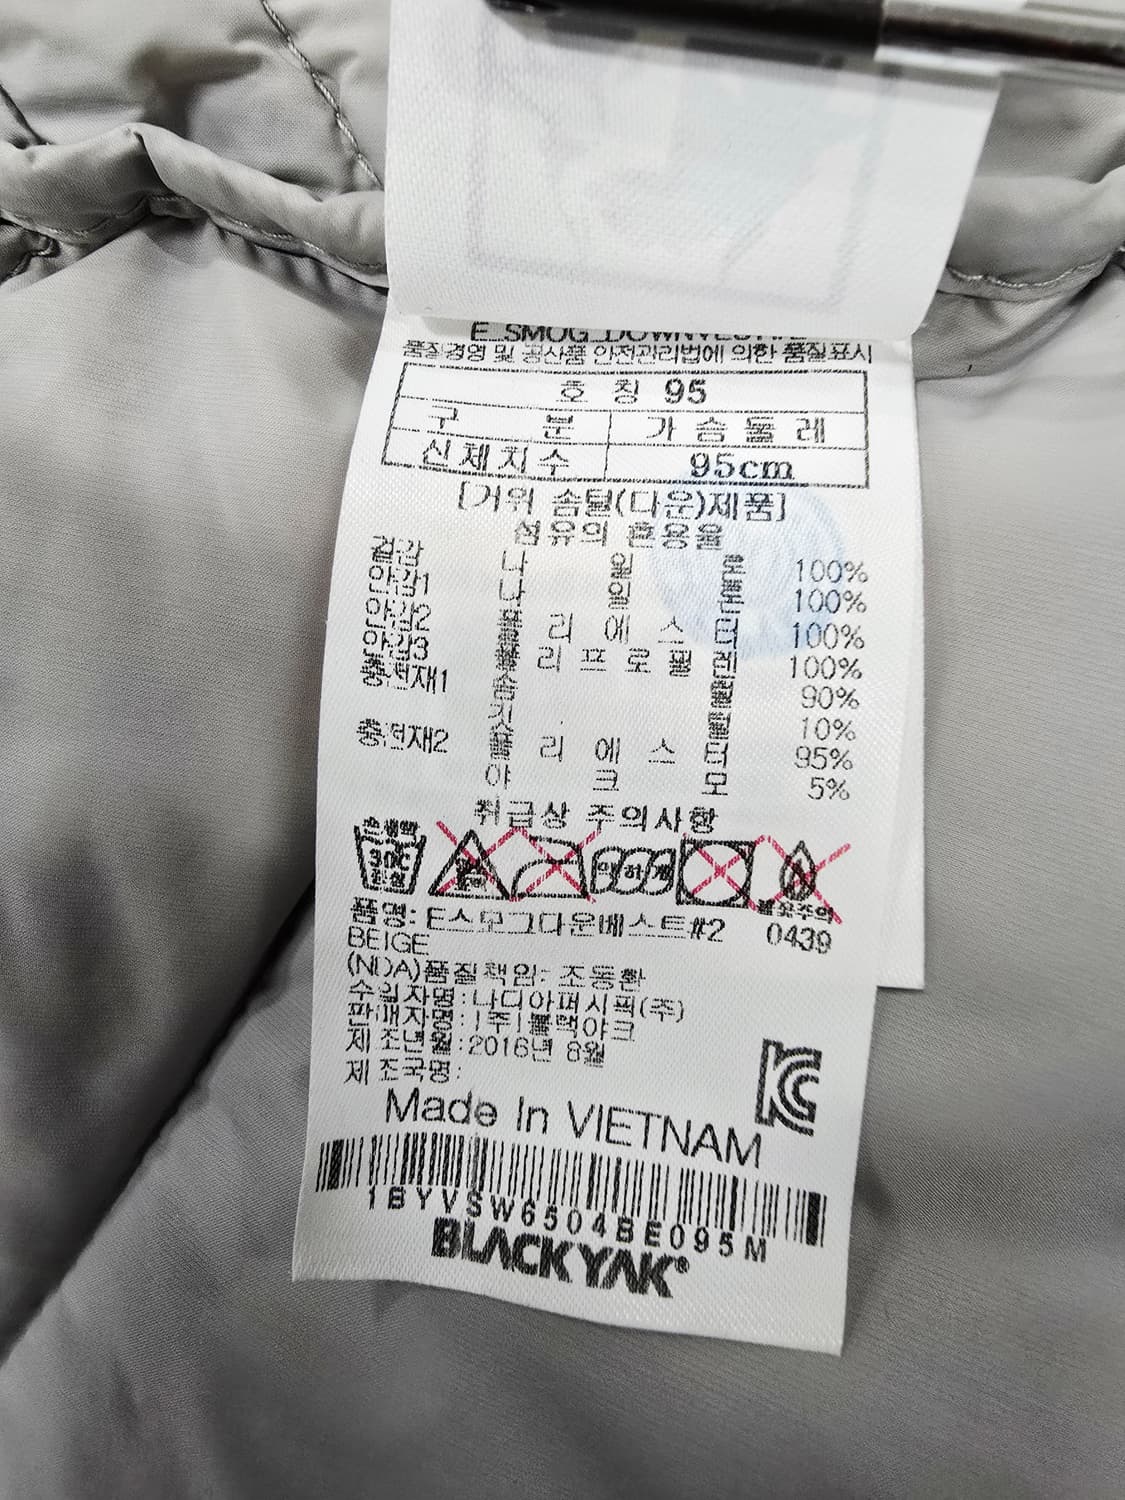 E_SMOG_DOWNVEST#2
품질경영 및 공산품 안전관리법에 의한 품질표시
호 칭 95
구 분 가 슴 둘 레
신체치수 95cm
[거위 솜털(다운)제품]
섬유의 혼용율
겉감 나 일 론 100%
안감1 나 일 론 100%
안감2 폴 리 에 스 터 100%
안감3 폴 리 프 로 필 렌 100%
충전재1 솜 털 90%
깃 털 10%
충전재2 폴 리 에 스 터 95%
야 크 모 5%
취급상 주의사항
손세탁
30℃
중성
약하게
불꽃주의
품명: E스모그다운베스트#2 0439
BEIGE
(NDA)품질책임: 조동환
수입자명:나디아퍼시픽(주)
판매자명:(주)블랙야크
제조년월:2016년 8월
제조국명:
Made In VIETNAM
1BYVSW6504BE095M
BLACKYAK®